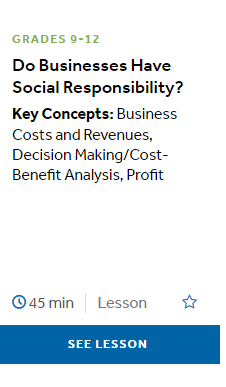 GRADES 9-12
Do Businesses Have
Social Responsibility?
Key Concepts: Business
Costs and Revenues,
Decision Making/Cost-
Benefit Analysis, Profit
45 min Lesson
SEE LESSON